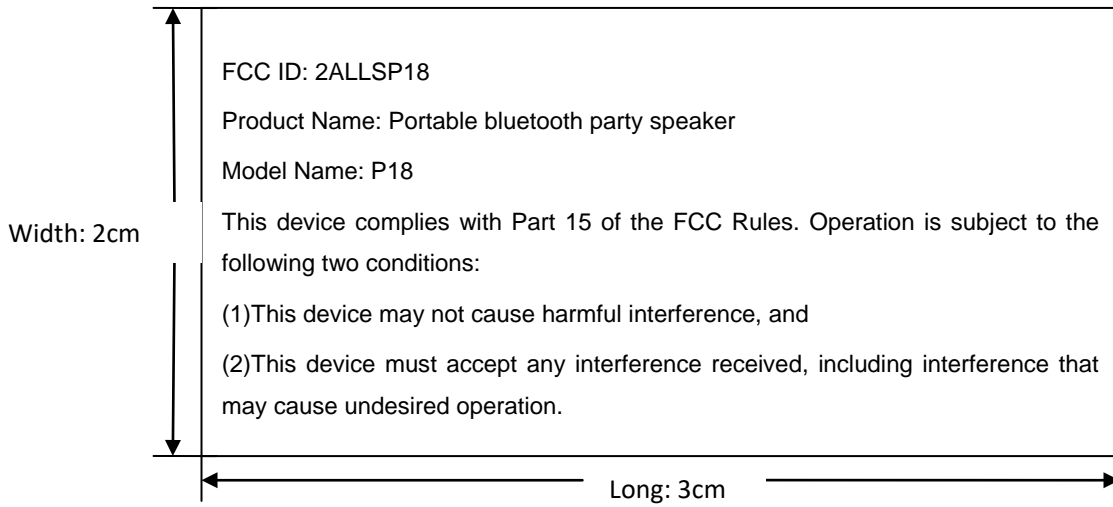 FCC ID: 2ALLSP18
Product Name: Portable bluetooth party speaker
Model Name: P18
Width: 2cm
This device complies with Part 15 of the FCC Rules. Operation is subject to the
following two conditions:
(1)This device may not cause harmful interference, and
(2)This device must accept any interference received, including interference that
may cause undesired operation.
Long: 3cm